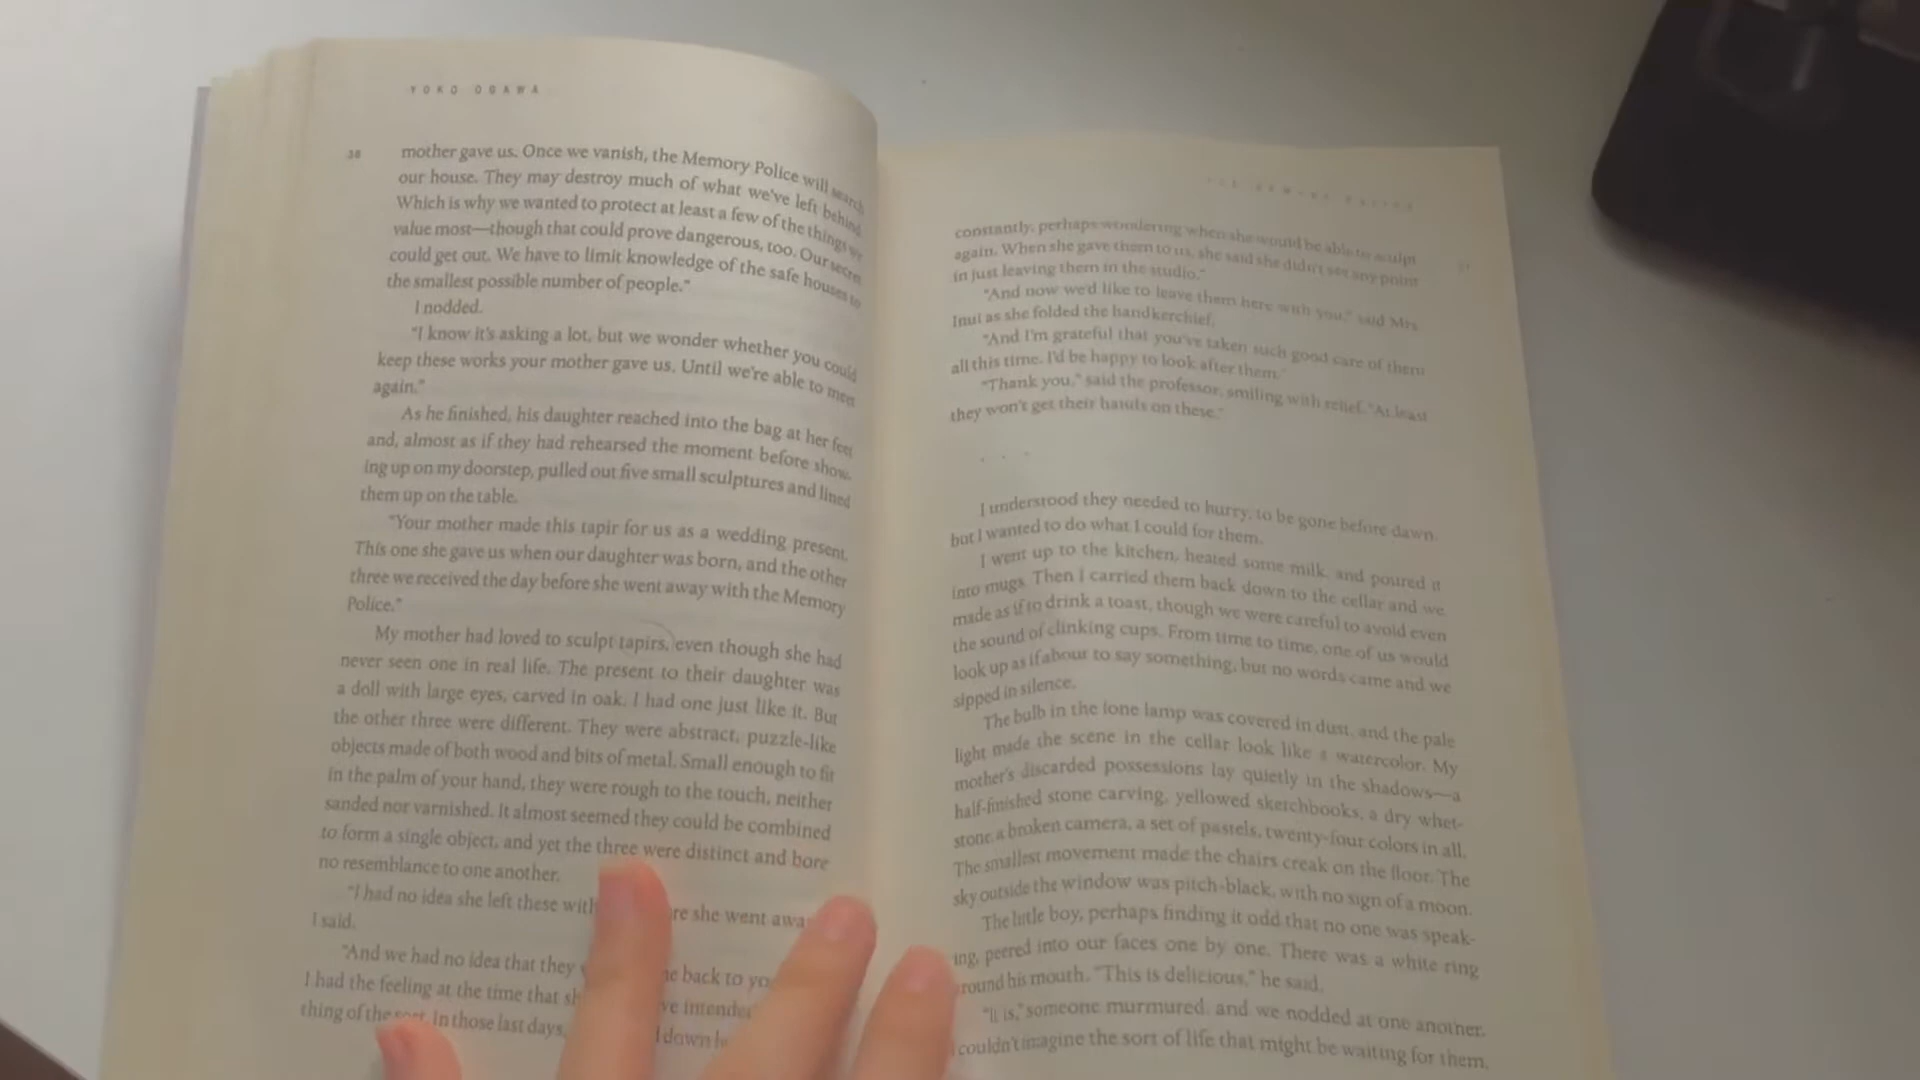 YOKO OGAWA
mother gave us. Once we vanish, the Memory Police will search
our house. They may destroy much of what we've left behind.
Which is why we wanted to protect at least a few of the things we
value most—though that could prove dangerous, too. Our secret
could get out. We have to limit knowledge of the safe houses to
the smallest possible number of people."
I nodded.
"I know it's asking a lot, but we wonder whether you could
keep these works your mother gave us. Until we're able to meet
again."
As he finished, his daughter reached into the bag at her feet
and, almost as if they had rehearsed the moment before show-
ing up on my doorstep, pulled out five small sculptures and lined
them up on the table.
"Your mother made this tapir for us as a wedding present.
This one she gave us when our daughter was born, and the other
three we received the day before she went away with the Memory
Police."
My mother had loved to sculpt tapirs, even though she had
never seen one in real life. The present to their daughter was
a doll with large eyes, carved in oak. I had one just like it. But
the other three were different. They were abstract, puzzle-like
objects made of both wood and bits of metal. Small enough to fit
in the palm of your hand, they were rough to the touch, neither
sanded nor varnished. It almost seemed they could be combined
to form a single object, and yet the three were distinct and bore
no resemblance to one another.
"I had no idea she left these with re she went away
I said.
"And we had no idea that they back to yo
I had the feeling at the time that sh ve intended
thing of the sort, in those last days, down
constantly, perhaps wondering when she would be able to sculpt
again. When she gave them to us, she said she didn't see any point
in just leaving them in the studio."
"And now we'd like to leave them here with you," said Mrs.
Inui as she folded the handkerchief.
"And I'm grateful that you've taken such good care of them
all this time. I'd be happy to look after them."
"Thank you," said the professor, smiling with relief. "At least
they won't get their hands on these."
. . .
I understood they needed to hurry, to be gone before dawn,
but I wanted to do what I could for them.
I went up to the kitchen, heated some milk, and poured it
into mugs. Then I carried them back down to the cellar and we
made as if to drink a toast, though we were careful to avoid even
the sound of clinking cups. From time to time, one of us would
look up as if about to say something, but no words came and we
sipped in silence.
The bulb in the lone lamp was covered in dust, and the pale
light made the scene in the cellar look like a watercolor. My
mother's discarded possessions lay quietly in the shadows—a
half-finished stone carving, yellowed sketchbooks, a dry whet-
stone, a broken camera, a set of pastels, twenty-four colors in all.
The smallest movement made the chairs creak on the floor. The
sky outside the window was pitch-black, with no sign of a moon.
The little boy, perhaps finding it odd that no one was speak-
ing, peered into our faces one by one. There was a white ring
round his mouth. "This is delicious," he said.
"It is," someone murmured, and we nodded at one another.
I couldn't imagine the sort of life that might be waiting for them,